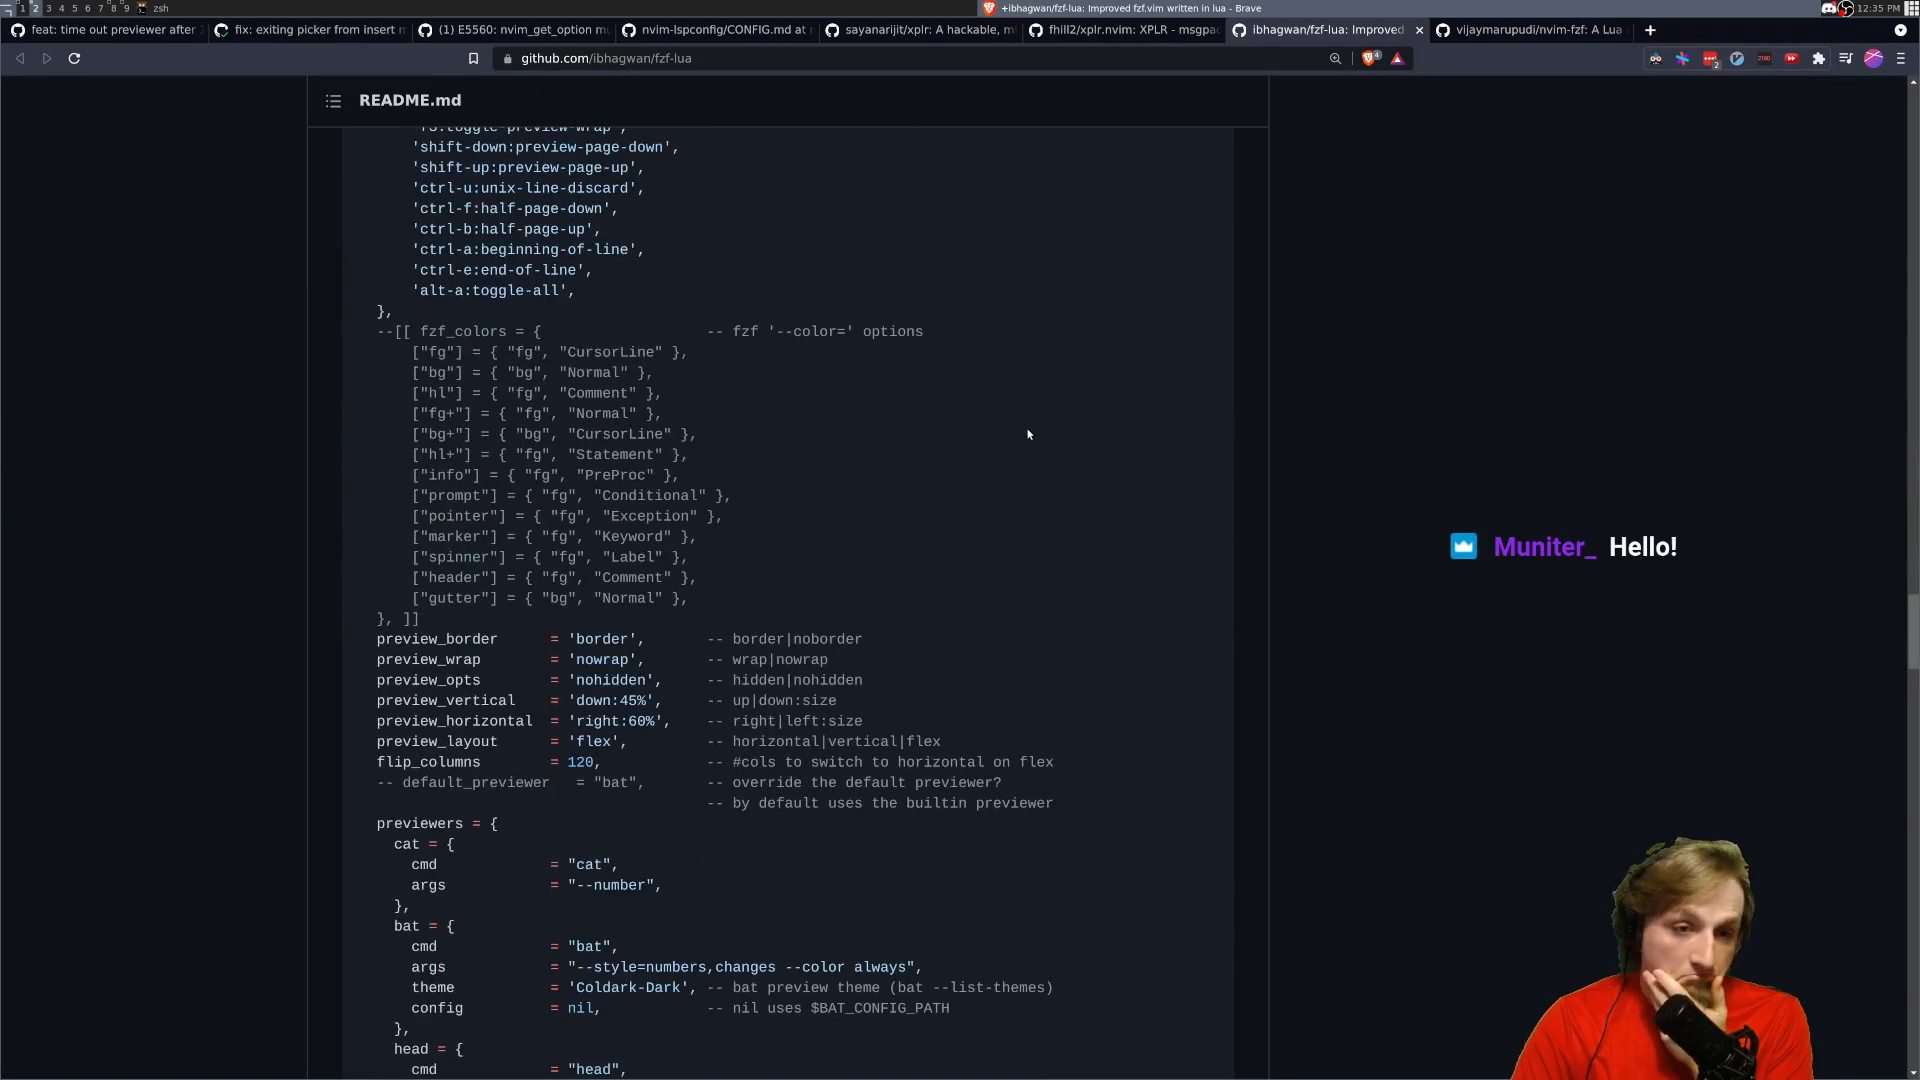 1 2 3 4 5 6 7 8 9 zsh
+ibhagwan/fzf-lua: Improved fzf.vim written in lua - Brave
12:35 PM
feat: time out previewer after
fix: exiting picker from insert m
(1) E5560: nvim_get_option mu
nvim-lspconfig/CONFIG.md at
sayanarijit/xplr: A hackable, mi
fhill2/xplr.nvim: XPLR - msgpac
ibhagwan/fzf-lua: Improved
vijaymarupudi/nvim-fzf: A Lua
github.com/ibhagwan/fzf-lua
4
2
2160
README.md
'f3:toggle-preview-wrap',
'shift-down:preview-page-down',
'shift-up:preview-page-up',
'ctrl-u:unix-line-discard',
'ctrl-f:half-page-down',
'ctrl-b:half-page-up',
'ctrl-a:beginning-of-line',
'ctrl-e:end-of-line',
'alt-a:toggle-all',
},
--[[ fzf_colors = { -- fzf '--color=' options
["fg"] = { "fg", "CursorLine" },
["bg"] = { "bg", "Normal" },
["hl"] = { "fg", "Comment" },
["fg+"] = { "fg", "Normal" },
["bg+"] = { "bg", "CursorLine" },
["hl+"] = { "fg", "Statement" },
["info"] = { "fg", "PreProc" },
["prompt"] = { "fg", "Conditional" },
["pointer"] = { "fg", "Exception" },
["marker"] = { "fg", "Keyword" },
["spinner"] = { "fg", "Label" },
["header"] = { "fg", "Comment" },
["gutter"] = { "bg", "Normal" },
}, ]]
preview_border = 'border', -- border|noborder
preview_wrap = 'nowrap', -- wrap|nowrap
preview_opts = 'nohidden', -- hidden|nohidden
preview_vertical = 'down:45%', -- up|down:size
preview_horizontal = 'right:60%', -- right|left:size
preview_layout = 'flex', -- horizontal|vertical|flex
flip_columns = 120, -- #cols to switch to horizontal on flex
-- default_previewer = "bat", -- override the default previewer?
-- by default uses the builtin previewer
previewers = {
cat = {
cmd = "cat",
args = "--number",
},
bat = {
cmd = "bat",
args = "--style=numbers,changes --color always",
theme = 'Coldark-Dark', -- bat preview theme (bat --list-themes)
config = nil, -- nil uses $BAT_CONFIG_PATH
},
head = {
cmd = "head",
Muniter_ Hello!